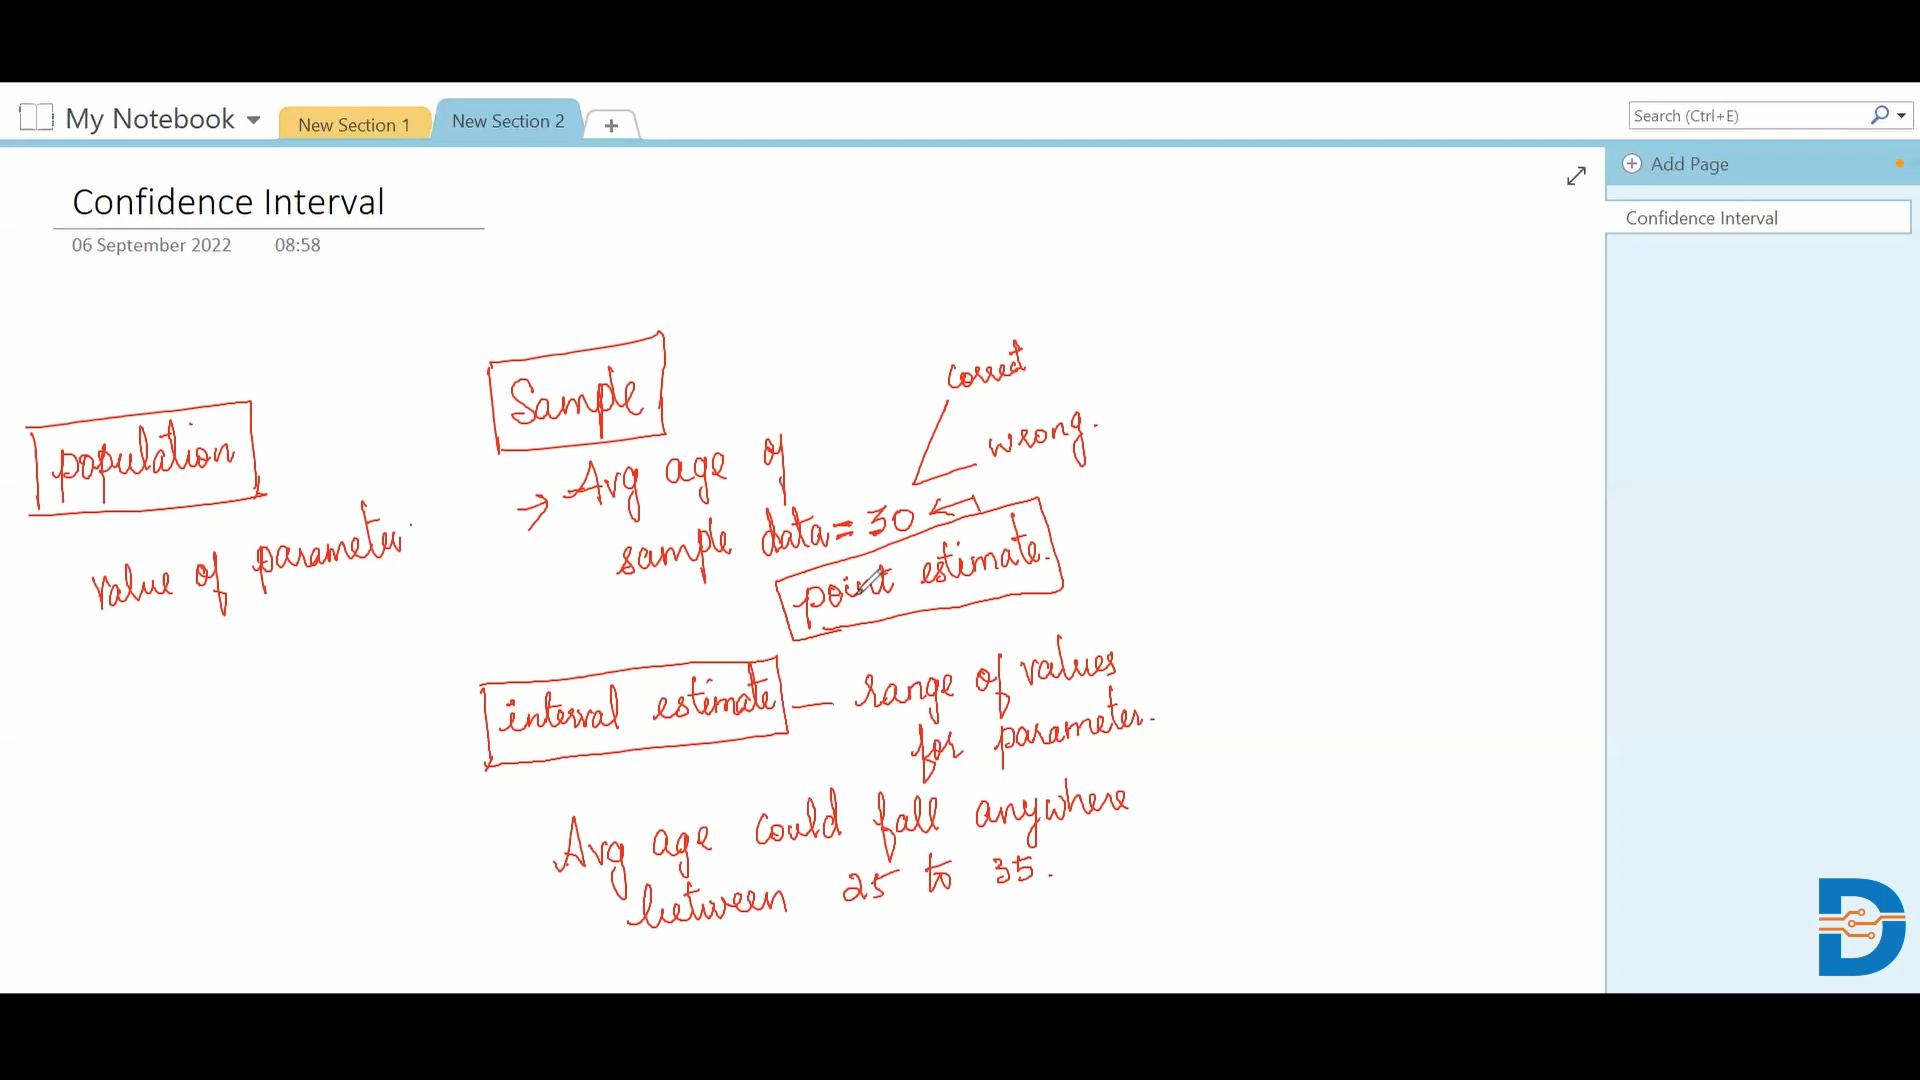 My Notebook
New Section 1
New Section 2
+
Search (Ctrl+E)
Add Page
Confidence Interval
Confidence Interval
06 September 2022 08:58
Sample
correct
wrong.
population
value of parameter.
→ Avg age of
sample data = 30 ←
point estimate.
interval estimate — range of values
for parameter.
Avg age could fall anywhere
between 25 to 35.
D